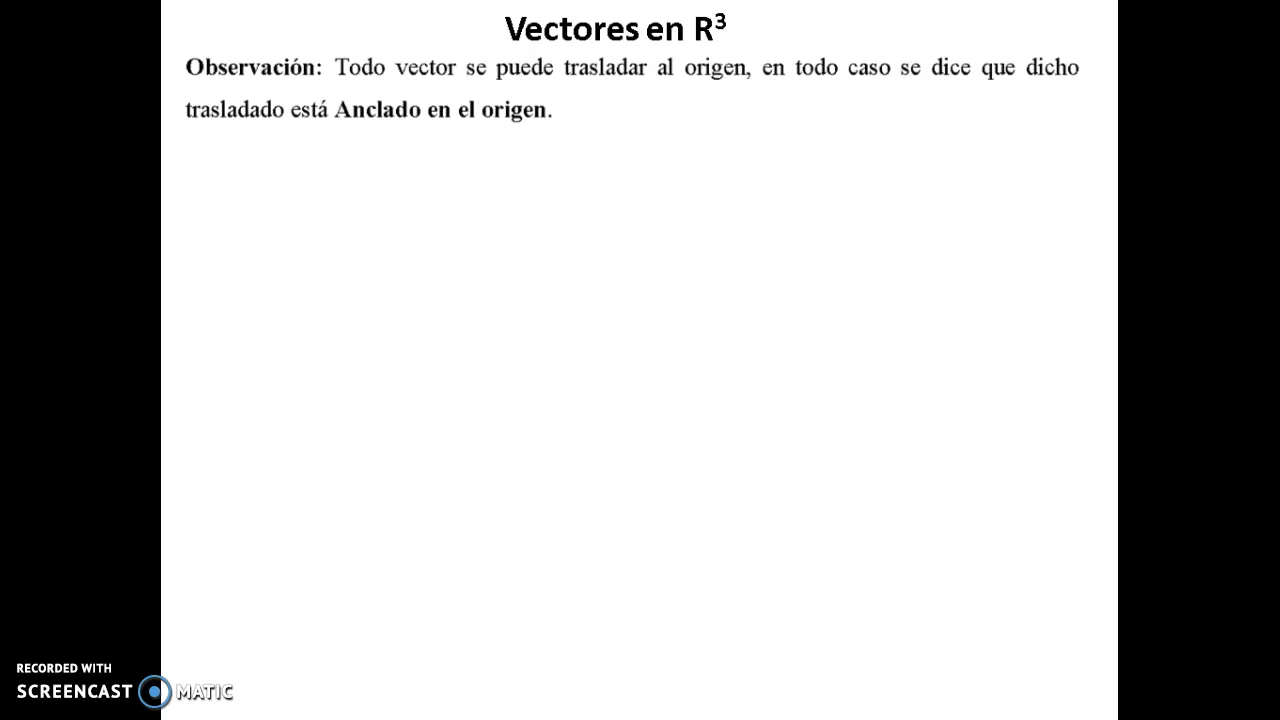 Vectores en R³
Observación: Todo vector se puede trasladar al origen, en todo caso se dice que dicho
trasladado está Anclado en el origen.
RECORDED WITH
SCREENCAST MATIC